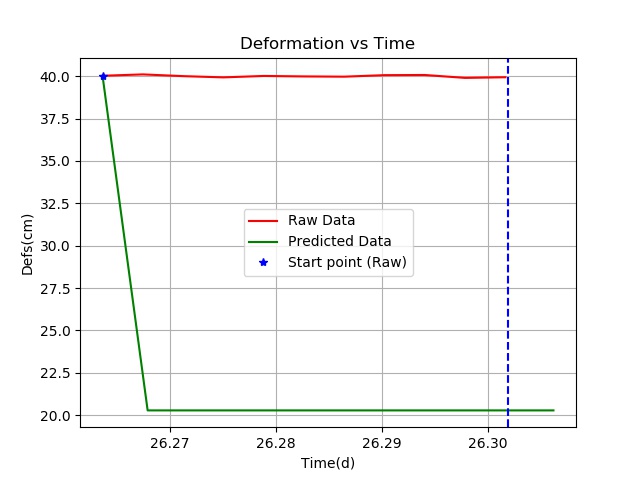 Deformation vs Time
40.0
37.5
35.0
32.5
30.0
27.5
25.0
22.5
20.0
Defs(cm)
Raw Data
Predicted Data
Start point (Raw)
26.27 26.28 26.29 26.30
Time(d)